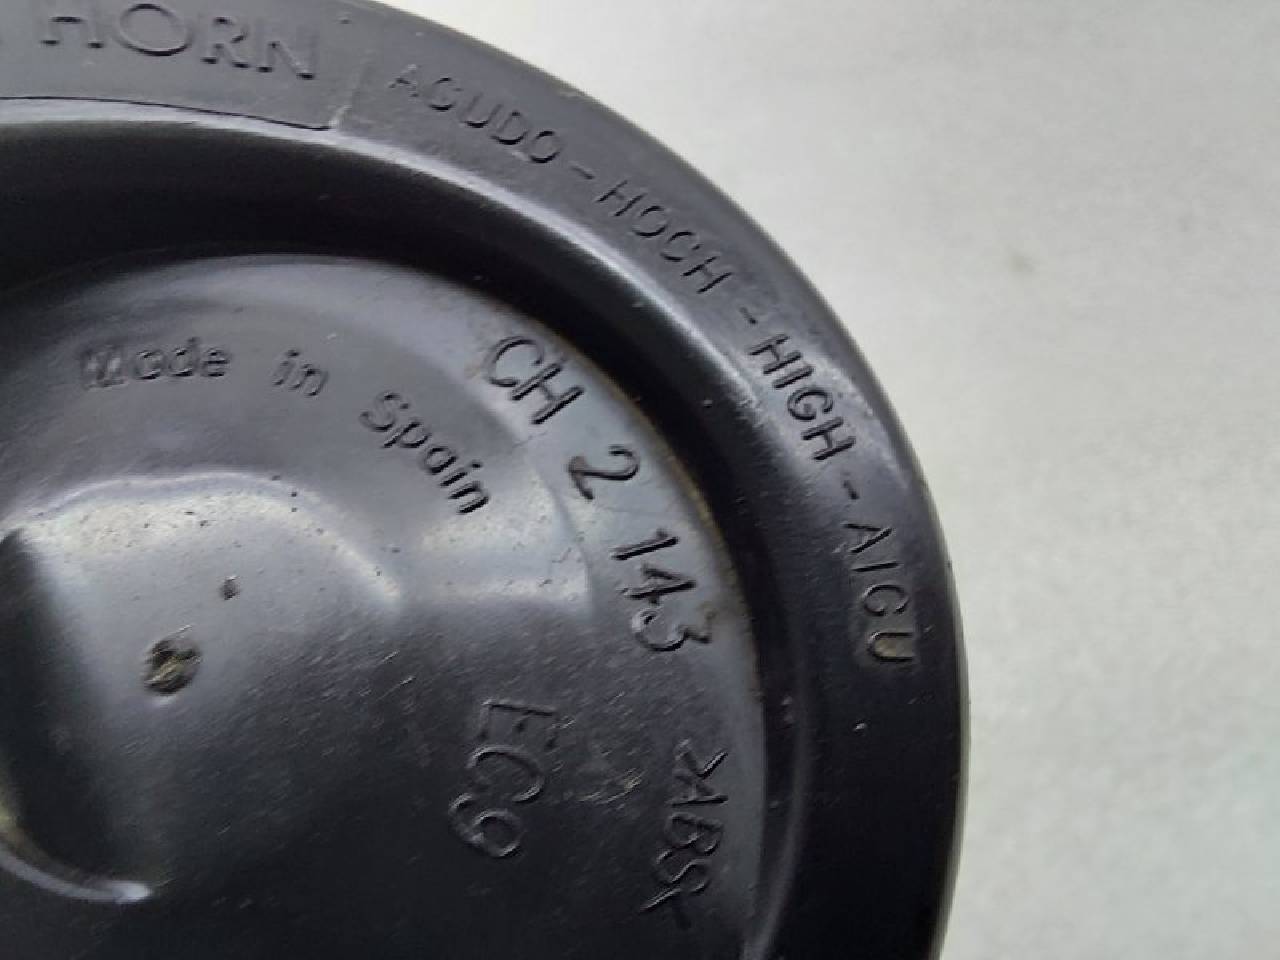 HORN
AGUDO - HOCH - HIGH - AIGU
Made in Spain
CH 2 143
EC9
>ABS<